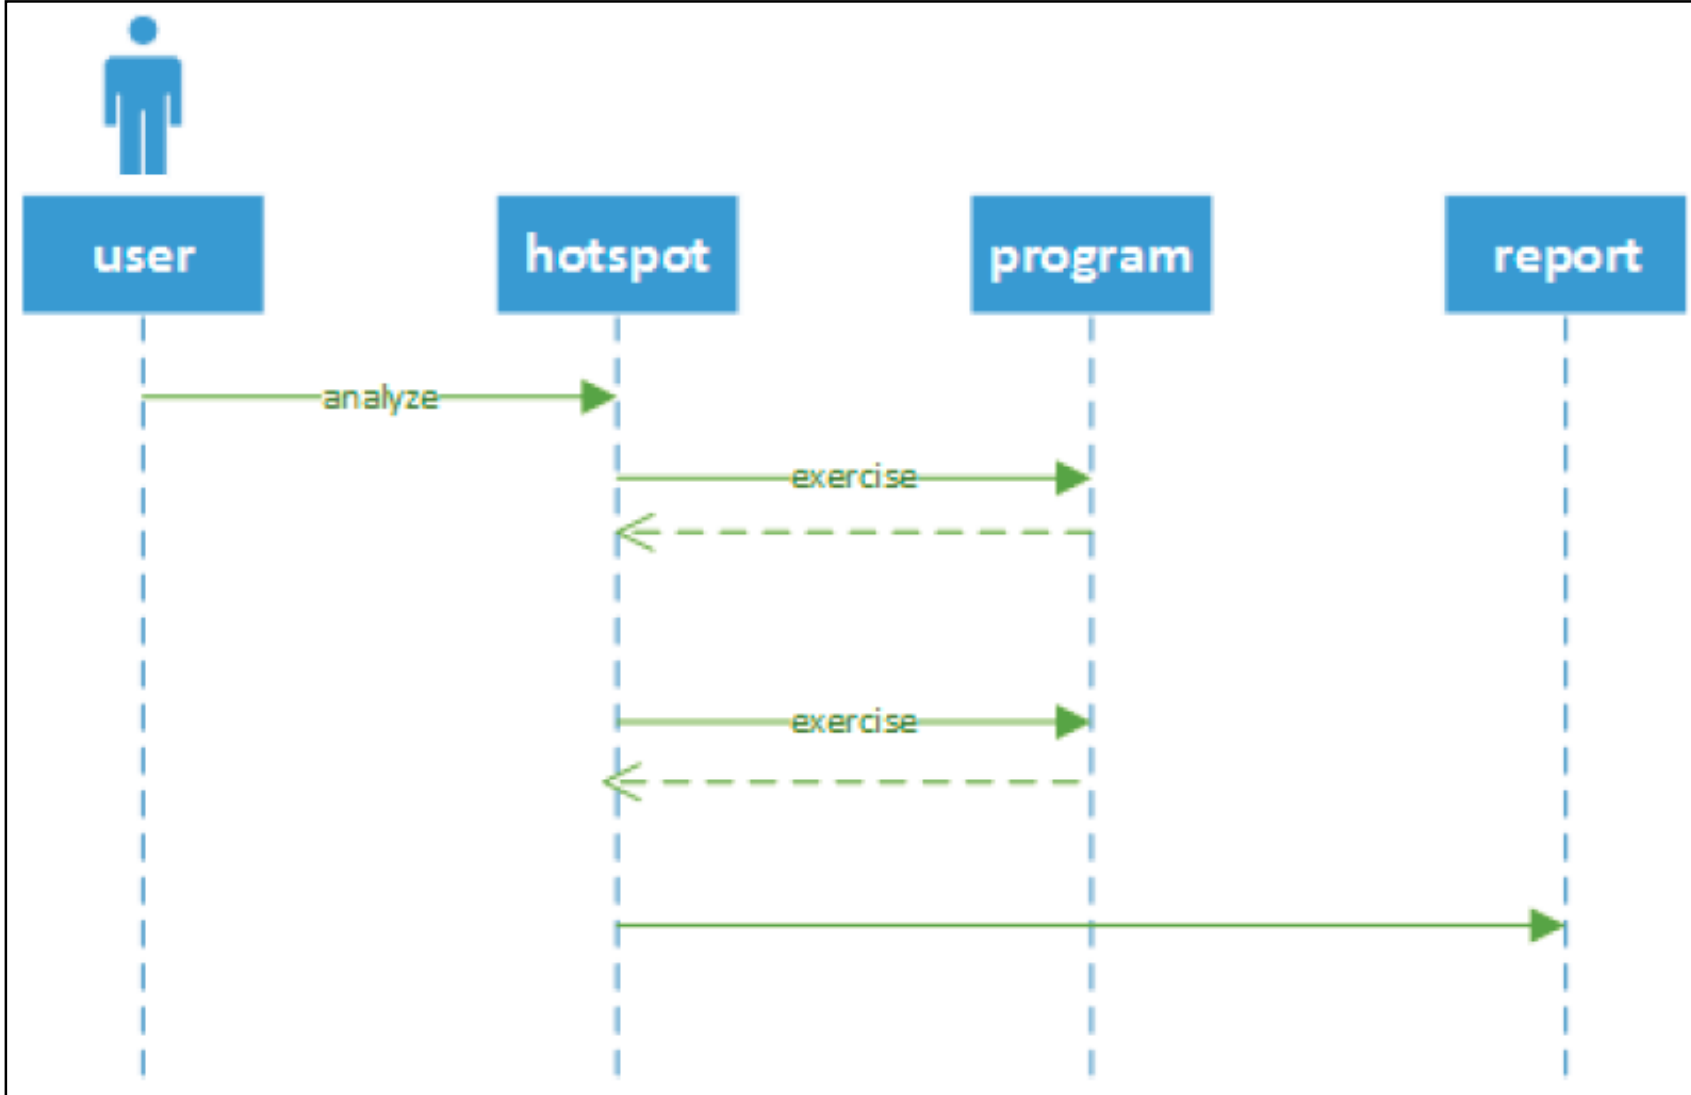 user
hotspot
program
report
analyze
exercise
exercise